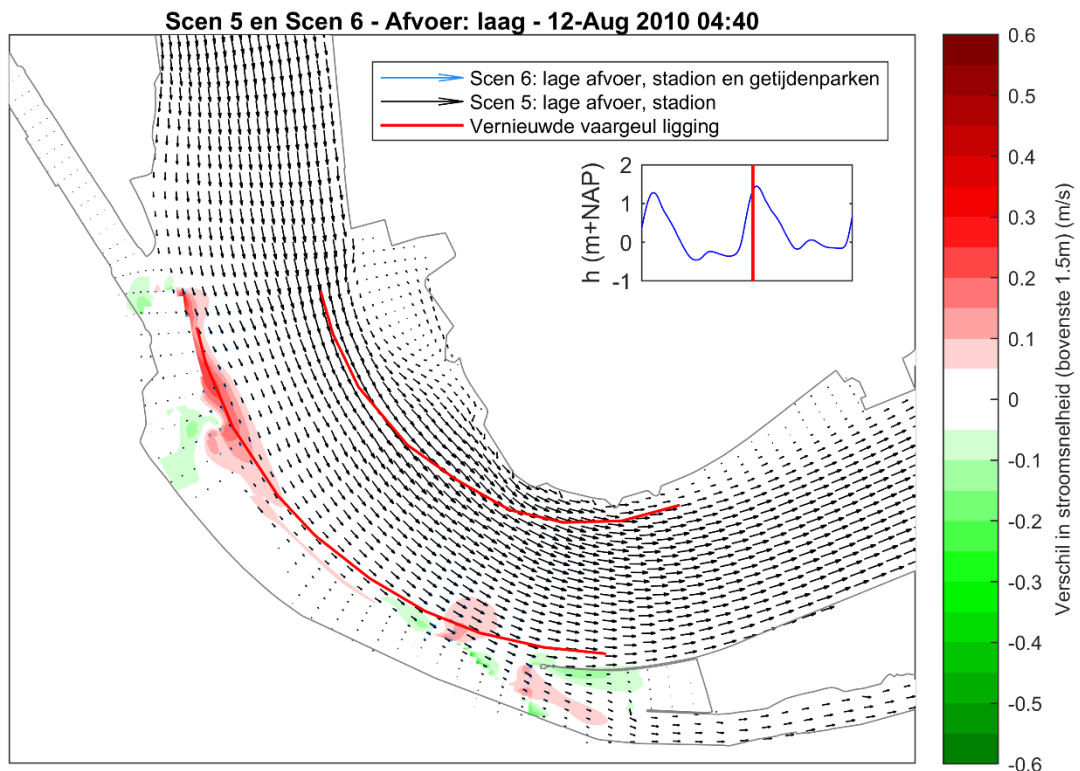 Scen 5 en Scen 6 - Afvoer: laag - 12-Aug 2010 04:40
Scen 6: lage afvoer, stadion en getijdenparken
Scen 5: lage afvoer, stadion
Vernieuwde vaargeul ligging
h (m+NAP)
2
1
0
-1
0.6
0.5
0.4
0.3
0.2
0.1
0
-0.1
-0.2
-0.3
-0.4
-0.5
-0.6
Verschil in stroomsnelheid (bovenste 1.5m) (m/s)